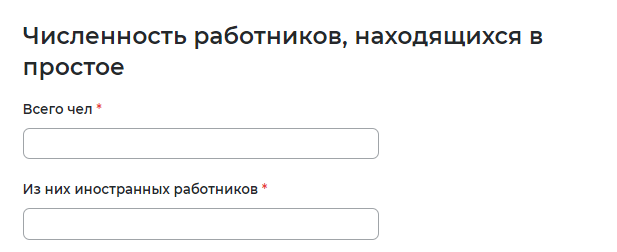 Численность работников, находящихся в
простое
Всего чел *
Из них иностранных работников *